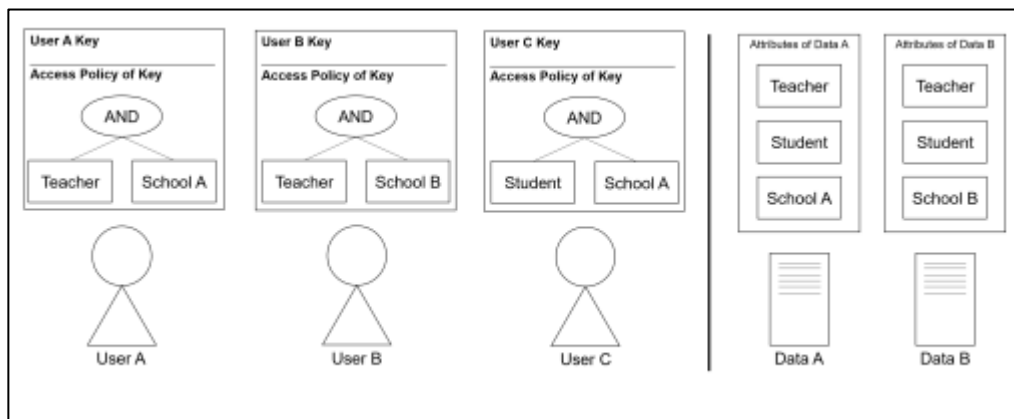 User A Key
Access Policy of Key
AND
Teacher
School A
User A
User B Key
Access Policy of Key
AND
Teacher
School B
User B
User C Key
Access Policy of Key
AND
Student
School A
User C
Attributes of Data A
Teacher
Student
School A
Data A
Attributes of Data B
Teacher
Student
School B
Data B